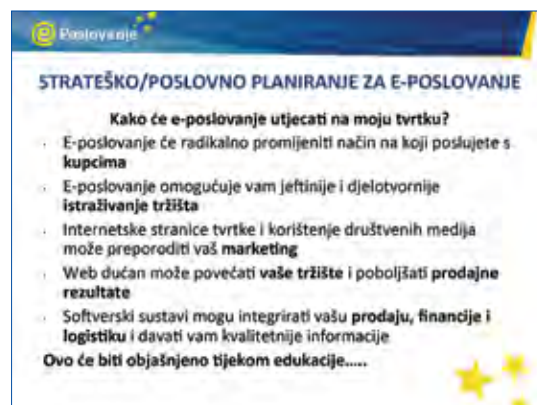 e Poslovanje
STRATEŠKO/POSLOVNO PLANIRANJE ZA E-POSLOVANJE
Kako će e-poslovanje utjecati na moju tvrtku?
· E-poslovanje će radikalno promijeniti način na koji poslujete s
kupcima
· E-poslovanje omogućuje vam jeftinije i djelotvornije
istraživanje tržišta
· Internetske stranice tvrtke i korištenje društvenih medija
može preporoditi vaš marketing
· Web dućan može povećati vaše tržište i poboljšati prodajne
rezultate
· Softverski sustavi mogu integrirati vašu prodaju, financije i
logistiku i davati vam kvalitetnije informacije
Ovo će biti objašnjeno tijekom edukacije.....